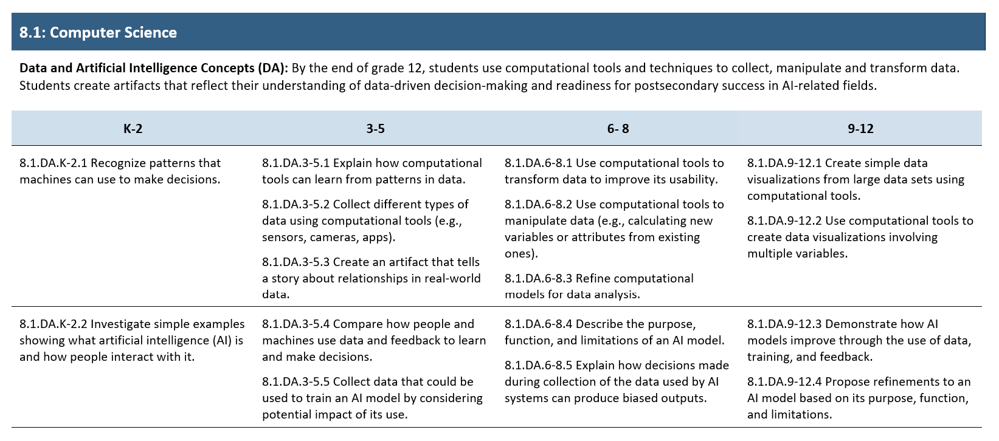 8.1: Computer Science
Data and Artificial Intelligence Concepts (DA): By the end of grade 12, students use computational tools and techniques to collect, manipulate and transform data.
Students create artifacts that reflect their understanding of data-driven decision-making and readiness for postsecondary success in AI-related fields.
K-2
3-5
6- 8
9-12
8.1.DA.K-2.1 Recognize patterns that
machines can use to make decisions.
8.1.DA.3-5.1 Explain how computational
tools can learn from patterns in data.
8.1.DA.3-5.2 Collect different types of
data using computational tools (e.g.,
sensors, cameras, apps).
8.1.DA.3-5.3 Create an artifact that tells
a story about relationships in real-world
data.
8.1.DA.6-8.1 Use computational tools to
transform data to improve its usability.
8.1.DA.6-8.2 Use computational tools to
manipulate data (e.g., calculating new
variables or attributes from existing
ones).
8.1.DA.6-8.3 Refine computational
models for data analysis.
8.1.DA.9-12.1 Create simple data
visualizations from large data sets using
computational tools.
8.1.DA.9-12.2 Use computational tools to
create data visualizations involving
multiple variables.
8.1.DA.K-2.2 Investigate simple examples
showing what artificial intelligence (AI) is
and how people interact with it.
8.1.DA.3-5.4 Compare how people and
machines use data and feedback to learn
and make decisions.
8.1.DA.3-5.5 Collect data that could be
used to train an AI model by considering
potential impact of its use.
8.1.DA.6-8.4 Describe the purpose,
function, and limitations of an AI model.
8.1.DA.6-8.5 Explain how decisions made
during collection of the data used by AI
systems can produce biased outputs.
8.1.DA.9-12.3 Demonstrate how AI
models improve through the use of data,
training, and feedback.
8.1.DA.9-12.4 Propose refinements to an
AI model based on its purpose, function,
and limitations.